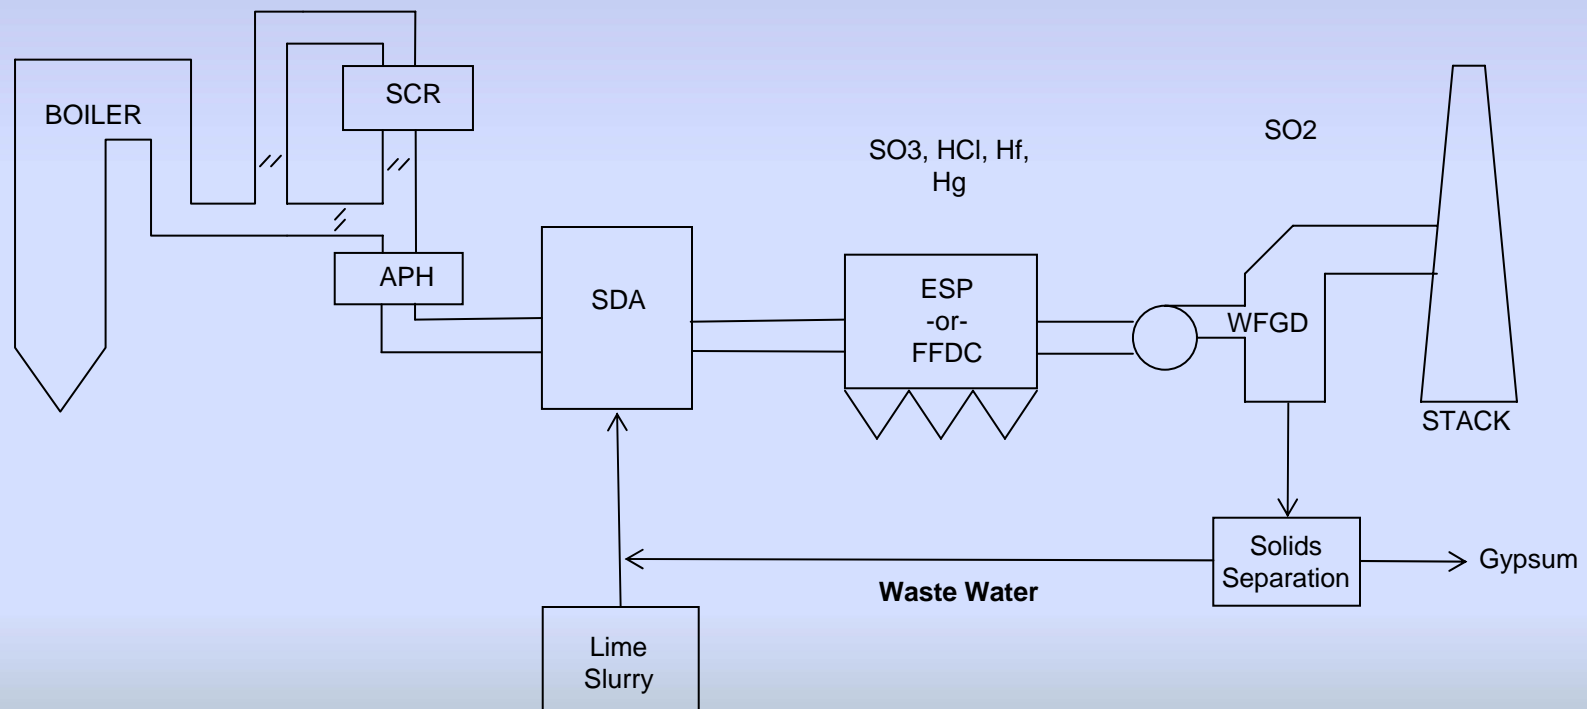 BOILER
SCR
APH
SDA
SO3, HCl, Hf,
Hg
ESP
-or-
FFDC
SO2
WFGD
STACK
Solids
Separation
Gypsum
Waste Water
Lime
Slurry